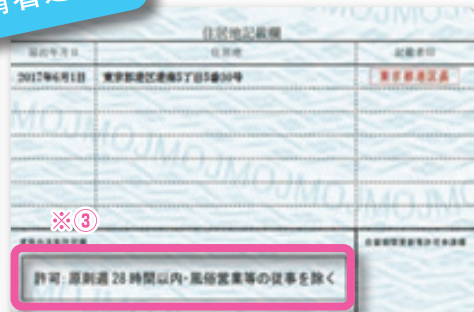 住居地記載欄
届出年月日 住居地 記載者印
2017年6月1日 東京都港区港南5丁目5番30号 東京都港区長
MOJMOJMOJMOJMOJ
※③
許可:原則週28時間以内・風俗営業等の従事を除く